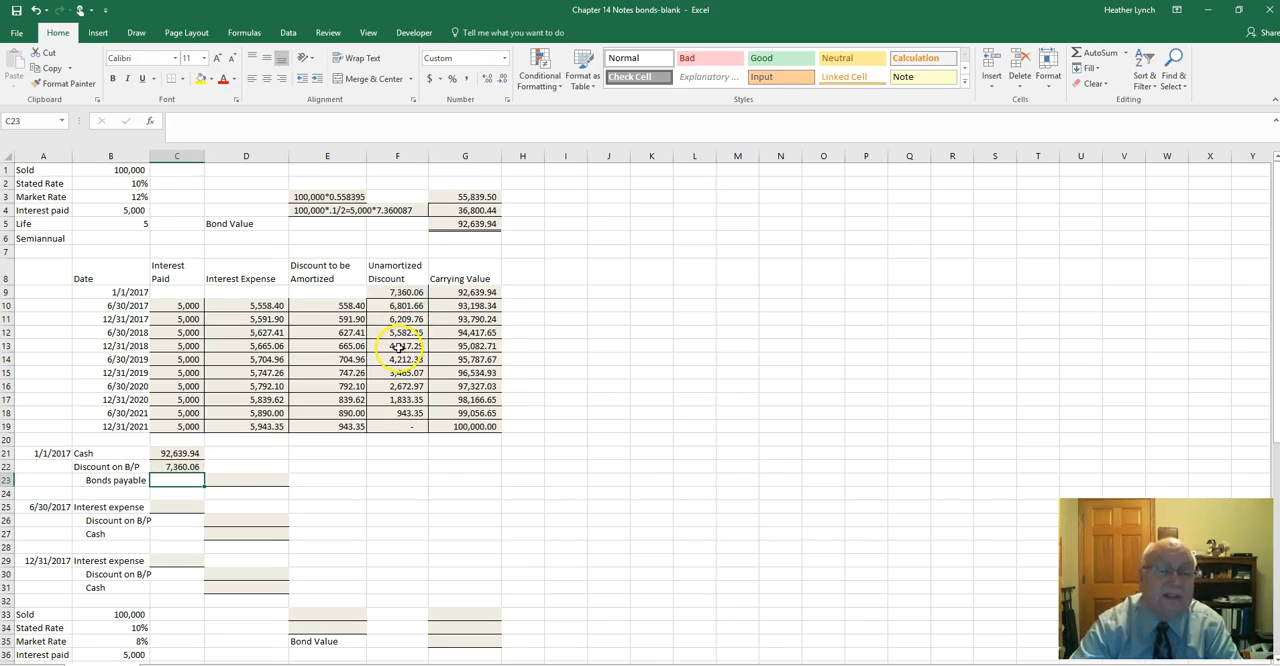 Chapter 14 Notes bonds-blank - Excel
Heather Lynch
File Home Insert Draw Page Layout Formulas Data Review View Developer Tell me what you want to do Share
Paste Cut Copy Format Painter Clipboard
Calibri 11 B I U A A A Font
Wrap Text Merge & Center Alignment
Custom $ % , Number
Conditional Formatting Format as Table
Normal Bad Good Neutral Calculation
Check Cell Explanatory ... Input Linked Cell Note
Styles
Insert Delete Format Cells
AutoSum Fill Clear Sort & Filter Find & Select Editing
C23 fx
A B C D E F G H I J K L M N O P Q R S T U V W X Y
1 Sold 100,000
2 Stated Rate 10%
3 Market Rate 12% 100,000*0.558395 55,839.50
4 Interest paid 5,000 100,000*.1/2=5,000*7.360087 36,800.44
5 Life 5 Bond Value 92,639.94
6 Semiannual
7
8 Date Interest Paid Interest Expense Discount to be Amortized Unamortized Discount Carrying Value
9 1/1/2017 7,360.06 92,639.94
10 6/30/2017 5,000 5,558.40 558.40 6,801.66 93,198.34
11 12/31/2017 5,000 5,591.90 591.90 6,209.76 93,790.24
12 6/30/2018 5,000 5,627.41 627.41 5,582.35 94,417.65
13 12/31/2018 5,000 5,665.06 665.06 95,082.71
14 6/30/2019 5,000 5,704.96 704.96 4,212.33 95,787.67
15 12/31/2019 5,000 5,747.26 747.26 3,465.07 96,534.93
16 6/30/2020 5,000 5,792.10 792.10 2,672.97 97,327.03
17 12/31/2020 5,000 5,839.62 839.62 1,833.35 98,166.65
18 6/30/2021 5,000 5,890.00 890.00 943.35 99,056.65
19 12/31/2021 5,000 5,943.35 943.35 - 100,000.00
20
21 1/1/2017 Cash 92,639.94
22 Discount on B/P 7,360.06
23 Bonds payable
24
25 6/30/2017 Interest expense
26 Discount on B/P
27 Cash
28
29 12/31/2017 Interest expense
30 Discount on B/P
31 Cash
32
33 Sold 100,000
34 Stated Rate 10%
35 Market Rate 8% Bond Value
36 Interest paid 5,000